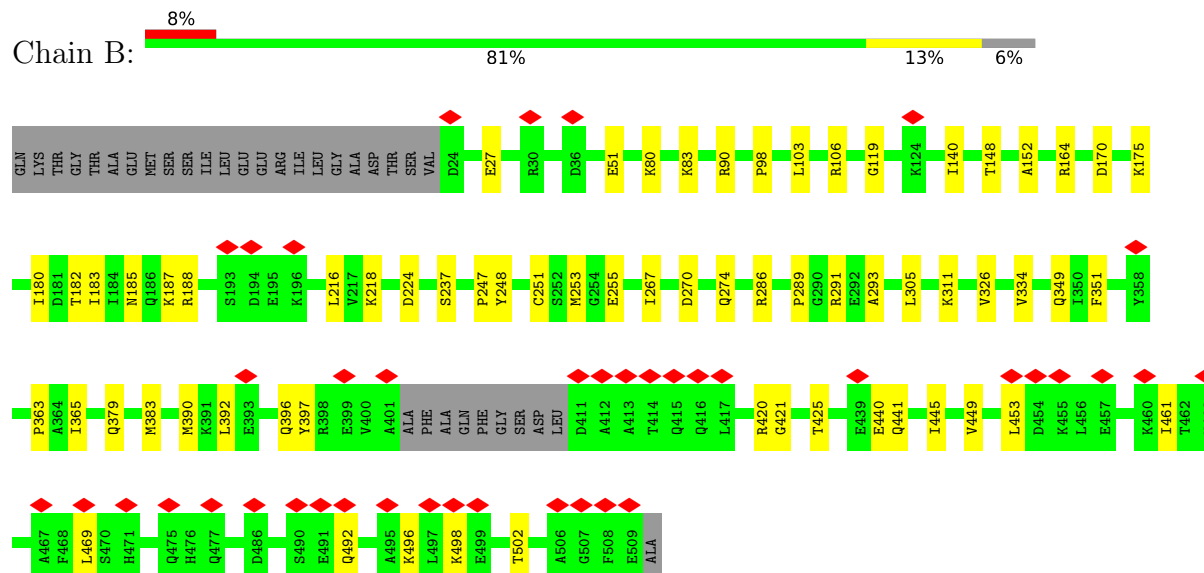 8%
Chain B:
81% 13% 6%
GLN LYS THR GLY THR ALA GLU MET SER SER ILE LEU GLU GLU ARG ILE LEU GLY ALA ASP THR SER VAL D24 E27 R30 D36 E51 K80 K83 R90 P98 L103 R106 G119 K124 I140 T148 A152 R164 D170 K175
I180 D181 T182 I183 I184 N185 Q186 K187 R188 S193 D194 E195 K196 L216 V217 K218 D224 S237 P247 Y248 C251 S252 M253 G254 E255 I267 D270 Q274 R286 P289 G290 R291 E292 A293 L305 K311 V326 V334 Q349 I350 F351 Y358
P363 A364 I365 Q379 M383 M390 K391 L392 E393 Q396 Y397 R398 E399 V400 A401 ALA PHE ALA GLN PHE GLY SER ASP LEU D411 A412 A413 T414 Q415 Q416 L417 R420 G421 T425 E439 E440 Q441 I445 V449 L453 D454 K455 L456 E457 K460 I461 T462
A467 F468 L469 S470 H471 Q475 H476 Q477 D486 S490 E491 Q492 A495 K496 L497 K498 E499 T502 A506 G507 F508 E509 ALA